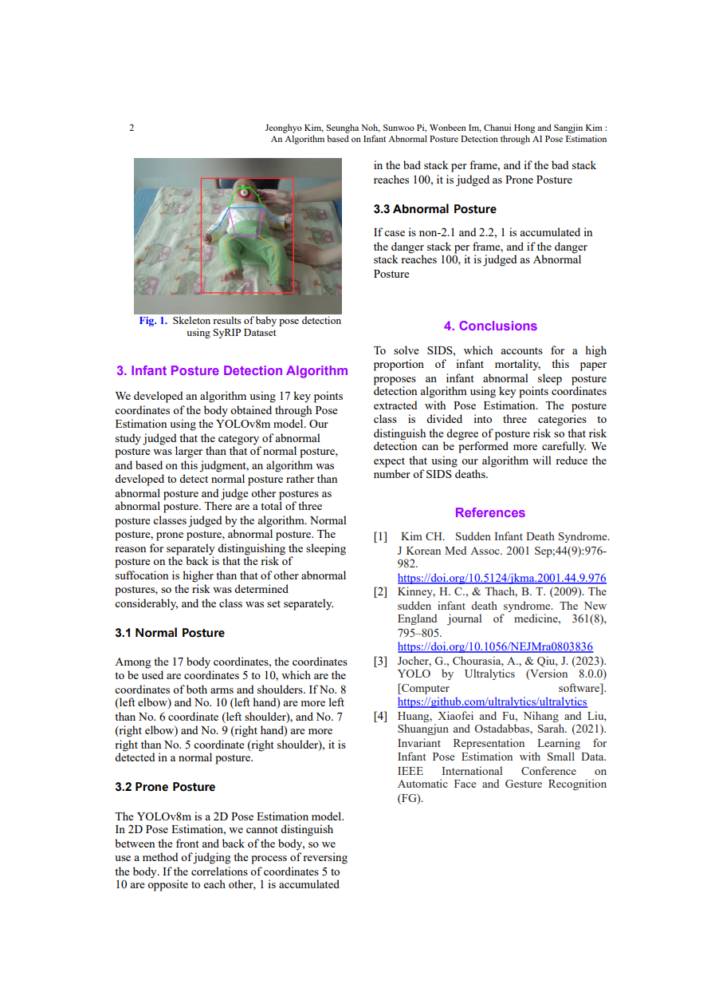 2
Jeonghyo Kim, Seungha Noh, Sunwoo Pi, Wonbeen Im, Chanui Hong and Sangjin Kim :
An Algorithm based on Infant Abnormal Posture Detection through AI Pose Estimation
Fig. 1. Skeleton results of baby pose detection
using SyRIP Dataset
3. Infant Posture Detection Algorithm
We developed an algorithm using 17 key points
coordinates of the body obtained through Pose
Estimation using the YOLOv8m model. Our
study judged that the category of abnormal
posture was larger than that of normal posture,
and based on this judgment, an algorithm was
developed to detect normal posture rather than
abnormal posture and judge other postures as
abnormal posture. There are a total of three
posture classes judged by the algorithm. Normal
posture, prone posture, abnormal posture. The
reason for separately distinguishing the sleeping
posture on the back is that the risk of
suffocation is higher than that of other abnormal
postures, so the risk was determined
considerably, and the class was set separately.
3.1 Normal Posture
Among the 17 body coordinates, the coordinates
to be used are coordinates 5 to 10, which are the
coordinates of both arms and shoulders. If No. 8
(left elbow) and No. 10 (left hand) are more left
than No. 6 coordinate (left shoulder), and No. 7
(right elbow) and No. 9 (right hand) are more
right than No. 5 coordinate (right shoulder), it is
detected in a normal posture.
3.2 Prone Posture
The YOLOv8m is a 2D Pose Estimation model.
In 2D Pose Estimation, we cannot distinguish
between the front and back of the body, so we
use a method of judging the process of reversing
the body. If the correlations of coordinates 5 to
10 are opposite to each other, 1 is accumulated
in the bad stack per frame, and if the bad stack
reaches 100, it is judged as Prone Posture
3.3 Abnormal Posture
If case is non-2.1 and 2.2, 1 is accumulated in
the danger stack per frame, and if the danger
stack reaches 100, it is judged as Abnormal
Posture
4. Conclusions
To solve SIDS, which accounts for a high
proportion of infant mortality, this paper
proposes an infant abnormal sleep posture
detection algorithm using key points coordinates
extracted with Pose Estimation. The posture
class is divided into three categories to
distinguish the degree of posture risk so that risk
detection can be performed more carefully. We
expect that using our algorithm will reduce the
number of SIDS deaths.
References
[1] Kim CH. Sudden Infant Death Syndrome.
J Korean Med Assoc. 2001 Sep;44(9):976-
982.
https://doi.org/10.5124/jkma.2001.44.9.976
[2] Kinney, H. C., & Thach, B. T. (2009). The
sudden infant death syndrome. The New
England journal of medicine, 361(8),
795–805.
https://doi.org/10.1056/NEJMra0803836
[3] Jocher, G., Chourasia, A., & Qiu, J. (2023).
YOLO by Ultralytics (Version 8.0.0)
[Computer software].
https://github.com/ultralytics/ultralytics
[4] Huang, Xiaofei and Fu, Nihang and Liu,
Shuangjun and Ostadabbas, Sarah. (2021).
Invariant Representation Learning for
Infant Pose Estimation with Small Data.
IEEE International Conference on
Automatic Face and Gesture Recognition
(FG).